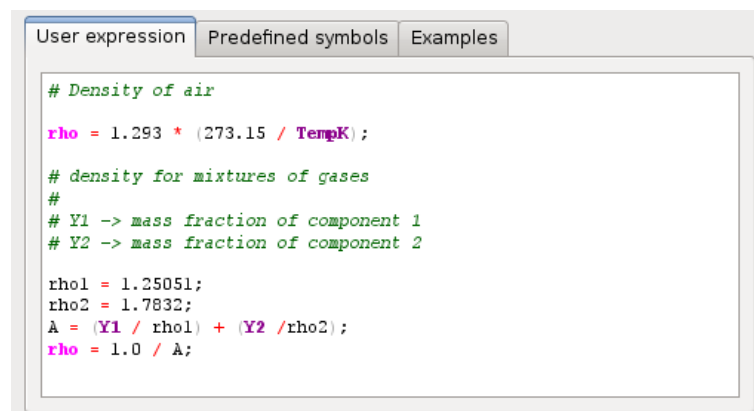 User expression Predefined symbols Examples
# Density of air
rho = 1.293 * (273.15 / TempK);
# density for mixtures of gases
#
# Y1 -> mass fraction of component 1
# Y2 -> mass fraction of component 2
rho1 = 1.25051;
rho2 = 1.7832;
A = (Y1 / rho1) + (Y2 /rho2);
rho = 1.0 / A;